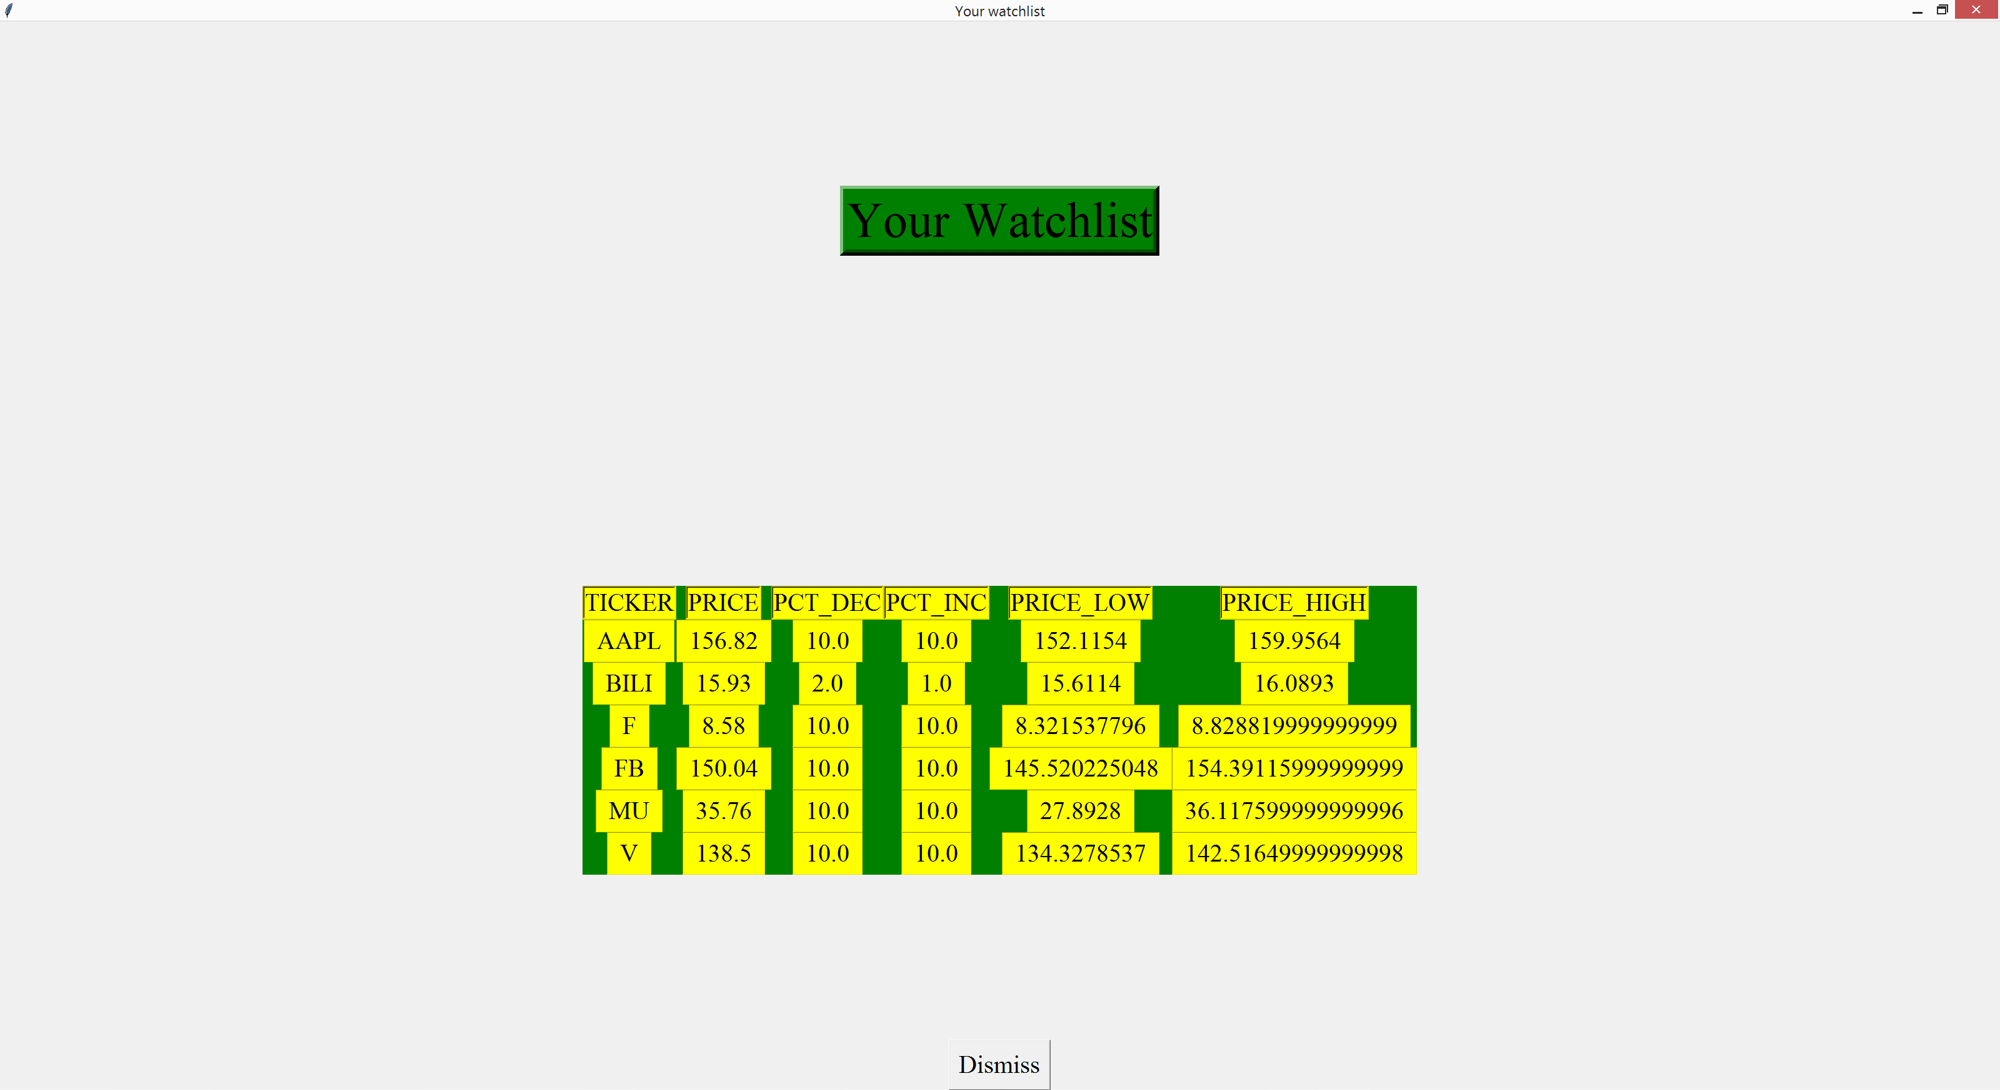 Your watchlist
Your Watchlist
TICKER PRICE PCT_DEC PCT_INC PRICE_LOW PRICE_HIGH
AAPL 156.82 10.0 10.0 152.1154 159.9564
BILI 15.93 2.0 1.0 15.6114 16.0893
F 8.58 10.0 10.0 8.321537796 8.828819999999999
FB 150.04 10.0 10.0 145.520225048 154.39115999999999
MU 35.76 10.0 10.0 27.8928 36.117599999999996
V 138.5 10.0 10.0 134.3278537 142.51649999999998
Dismiss